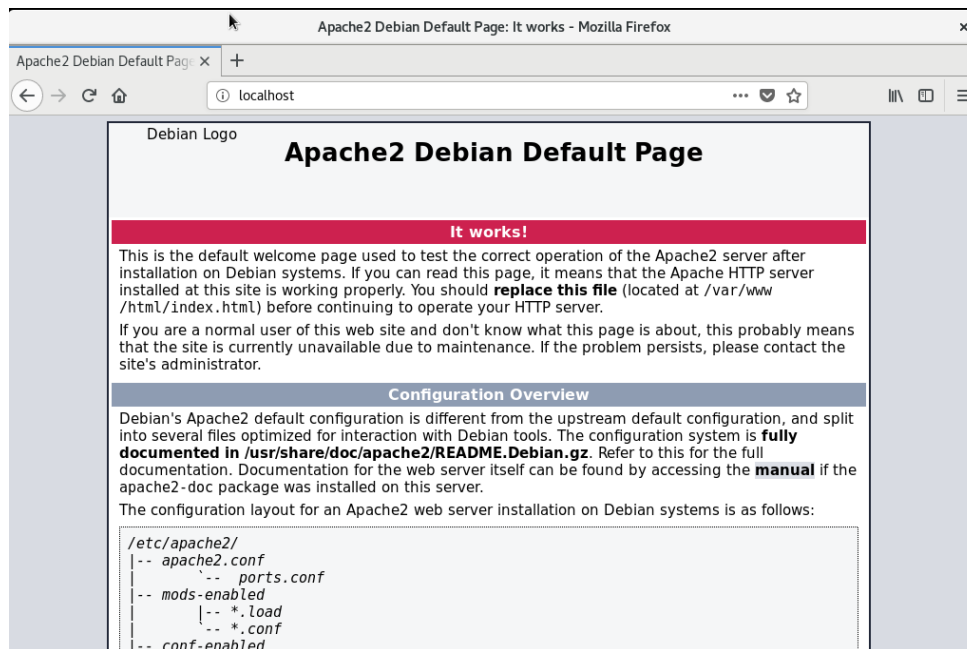 Apache2 Debian Default Page: It works - Mozilla Firefox
Apache2 Debian Default Page
localhost
Debian Logo
Apache2 Debian Default Page
It works!
This is the default welcome page used to test the correct operation of the Apache2 server after
installation on Debian systems. If you can read this page, it means that the Apache HTTP server
installed at this site is working properly. You should replace this file (located at /var/www
/html/index.html) before continuing to operate your HTTP server.
If you are a normal user of this web site and don't know what this page is about, this probably means
that the site is currently unavailable due to maintenance. If the problem persists, please contact the
site's administrator.
Configuration Overview
Debian's Apache2 default configuration is different from the upstream default configuration, and split
into several files optimized for interaction with Debian tools. The configuration system is fully
documented in /usr/share/doc/apache2/README.Debian.gz. Refer to this for the full
documentation. Documentation for the web server itself can be found by accessing the manual if the
apache2-doc package was installed on this server.
The configuration layout for an Apache2 web server installation on Debian systems is as follows:
/etc/apache2/
|-- apache2.conf
|       `--  ports.conf
|-- mods-enabled
|       |-- *.load
|       `-- *.conf
|-- conf-enabled